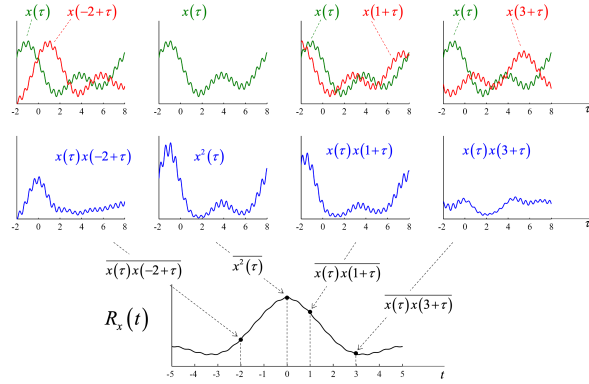 x(τ) x(−2+τ) x(τ) x(τ) x(1+τ) x(τ) x(3+τ)
-2 0 2 4 6 8 -2 0 2 4 6 8 -2 0 2 4 6 8 -2 0 2 4 6 8 τ
x(τ)x(−2+τ) x²(τ) x(τ)x(1+τ) x(τ)x(3+τ)
-2 0 2 4 6 8 -2 0 2 4 6 8 -2 0 2 4 6 8 -2 0 2 4 6 8 τ
x(τ)x(−2+τ) x²(τ) x(τ)x(1+τ) x(τ)x(3+τ)
Rₓ(t)
-5 -4 -3 -2 -1 0 1 2 3 4 5 t